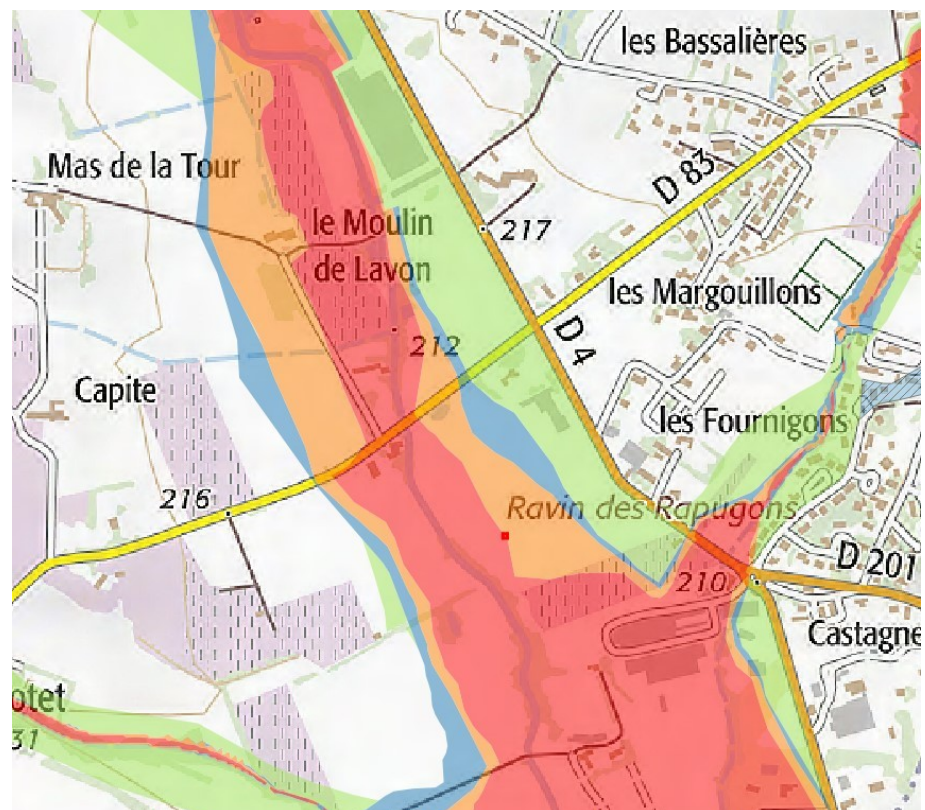 les Bassalières
Mas de la Tour
D 83
le Moulin
de Lavon
217
les Margouillons
D 4
212
Capite
les Fournigons
216
Ravin des Rapugons
D 201
210
Castagne
otet
31